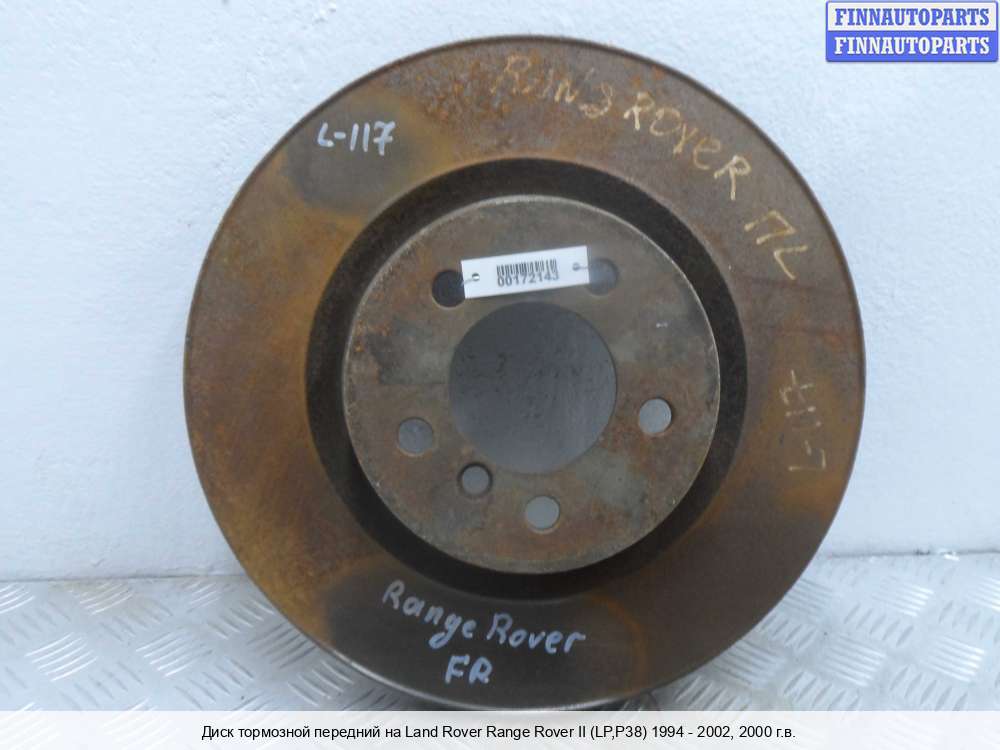 FINNAUTOPARTS
FINNAUTOPARTS
RANG ROVER ПЛ
L-117
00172143
L-117
Range Rover
FR
Диск тормозной передний на Land Rover Range Rover II (LP,P38) 1994 - 2002, 2000 г.в.